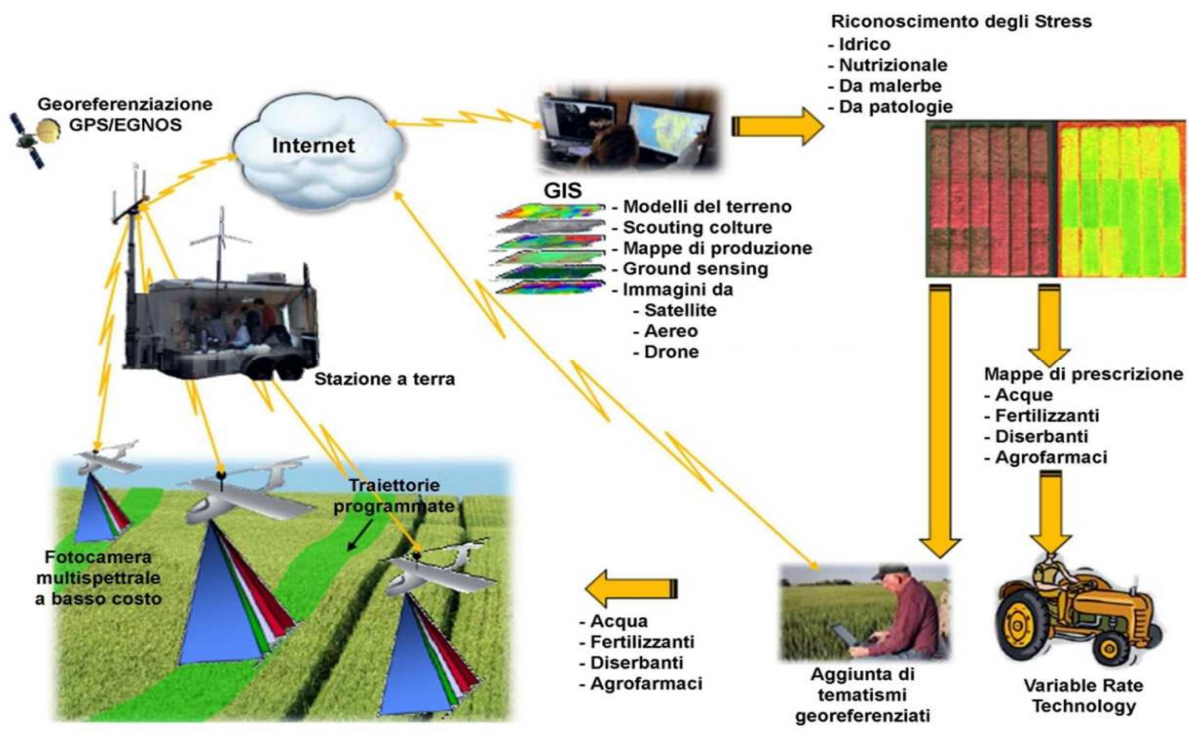 Georeferenziazione
GPS/EGNOS
Internet
Riconoscimento degli Stress
- Idrico
- Nutrizionale
- Da malerbe
- Da patologie
GIS
- Modelli del terreno
- Scouting colture
- Mappe di produzione
- Ground sensing
- Immagini da
- Satellite
- Aereo
- Drone
Stazione a terra
Mappe di prescrizione
- Acque
- Fertilizzanti
- Diserbanti
- Agrofarmaci
Traiettorie
programmate
Fotocamera
multispettrale
a basso costo
- Acqua
- Fertilizzanti
- Diserbanti
- Agrofarmaci
Aggiunta di
tematismi
georeferenziati
Variable Rate
Technology